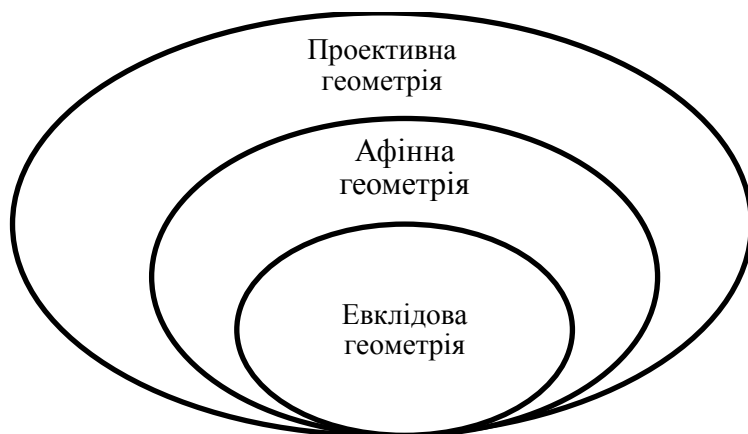 Проективна
геометрія
Афінна
геометрія
Евклідова
геометрія